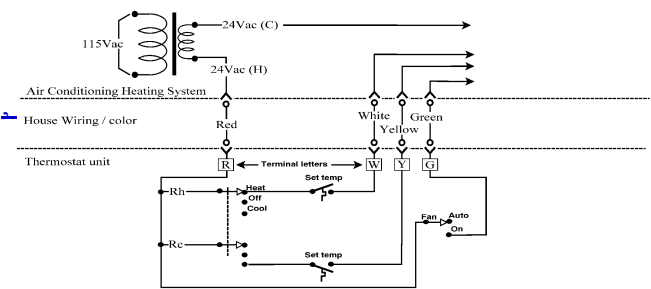 24Vac (C)
115Vac
24Vac (H)
Air Conditioning Heating System
House Wiring / color
Red
White
Yellow
Green
Thermostat unit
R
Terminal letters
W
Y
G
Rh
Heat
Off
Cool
Set temp
Fan
Auto
On
Rc
Set temp